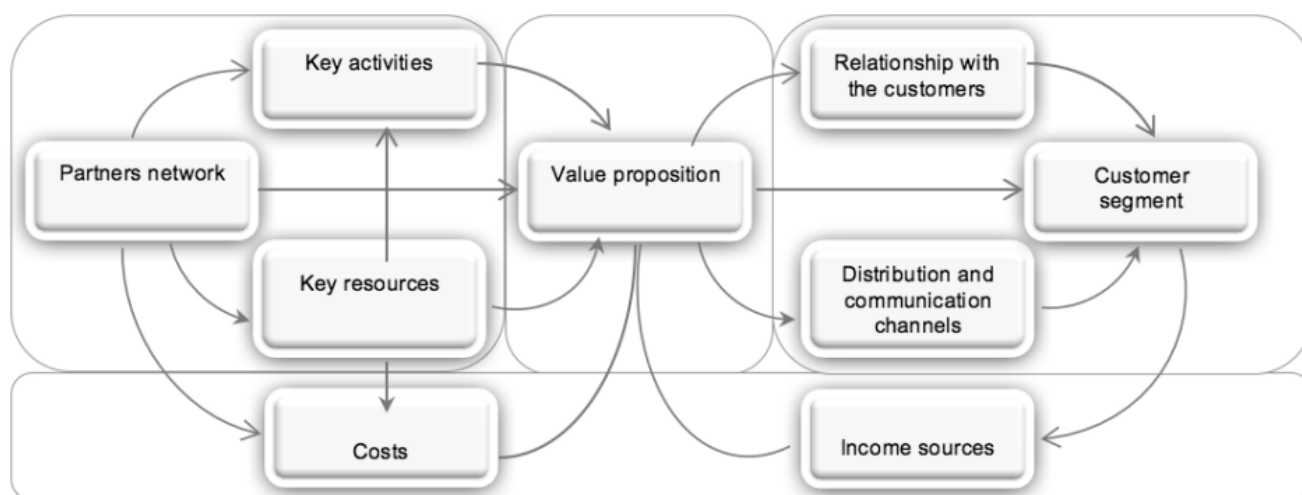 Key activities
Relationship with
the customers
Partners network
Value proposition
Customer
segment
Key resources
Distribution and
communication
channels
Costs
Income sources